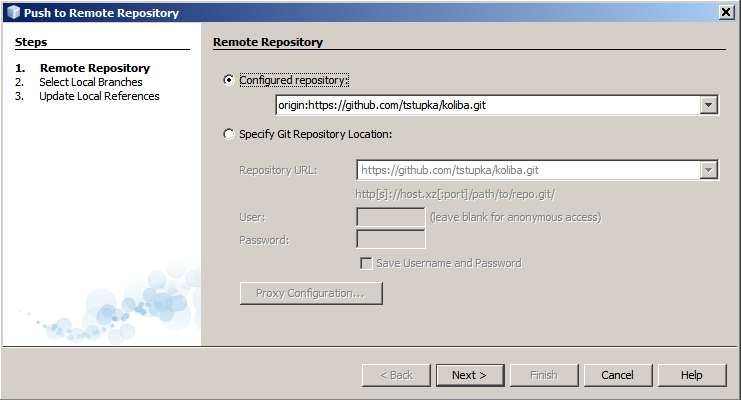 Push to Remote Repository
Steps
1. Remote Repository
2. Select Local Branches
3. Update Local References
Remote Repository
Configured repository:
origin:https://github.com/tstupka/koliba.git
Specify Git Repository Location:
Repository URL: https://github.com/tstupka/koliba.git
http[s]://host.xz[:port]/path/to/repo.git/
User: (leave blank for anonymous access)
Password:
Save Username and Password
Proxy Configuration...
< Back Next > Finish Cancel Help